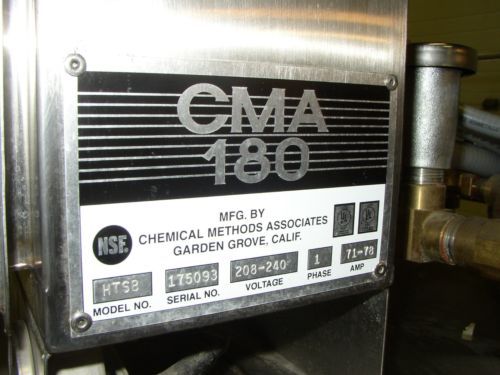 CMA
180
MFG. BY
CHEMICAL METHODS ASSOCIATES
GARDEN GROVE, CALIF.
NSF.
HTSB 175093 208-240 1 71-78
MODEL NO. SERIAL NO. VOLTAGE PHASE AMP